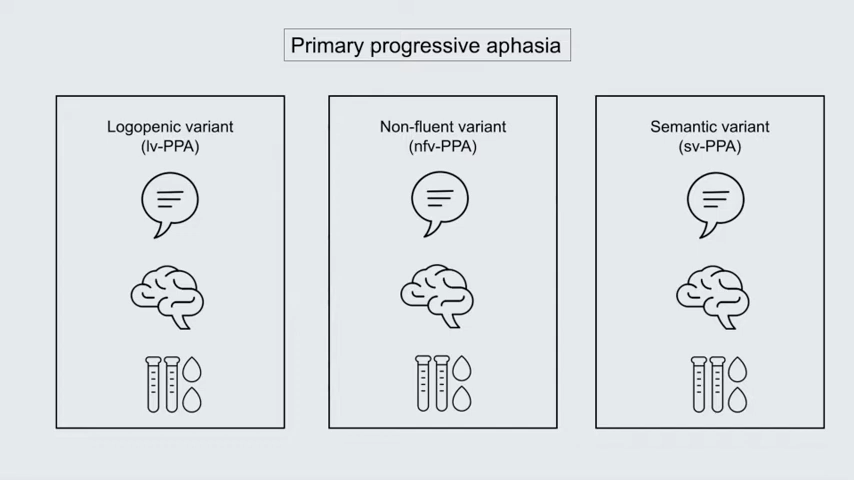 Primary progressive aphasia
Logopenic variant
(lv-PPA)
Non-fluent variant
(nfv-PPA)
Semantic variant
(sv-PPA)